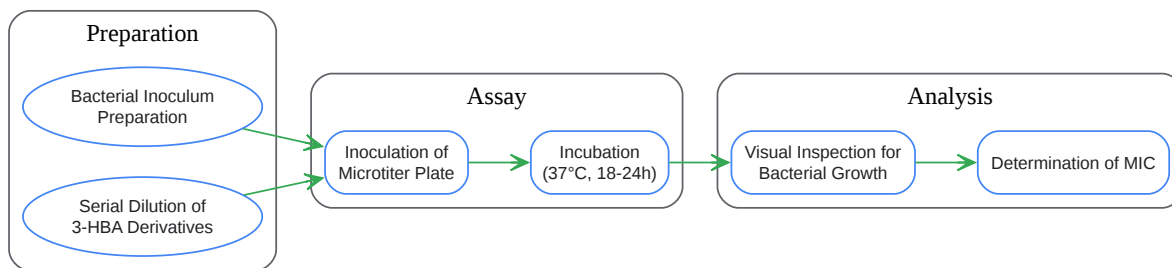 Preparation
Bacterial Inoculum
Preparation
Serial Dilution of
3-HBA Derivatives
Assay
Inoculation of
Microtiter Plate
Incubation
(37°C, 18-24h)
Analysis
Visual Inspection for
Bacterial Growth
Determination of MIC